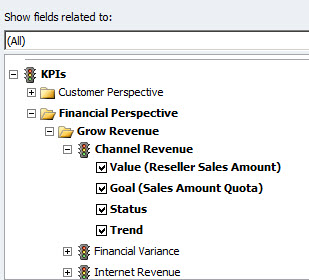 Show fields related to:
(All)
KPIs
Customer Perspective
Financial Perspective
Grow Revenue
Channel Revenue
Value (Reseller Sales Amount)
Goal (Sales Amount Quota)
Status
Trend
Financial Variance
Internet Revenue